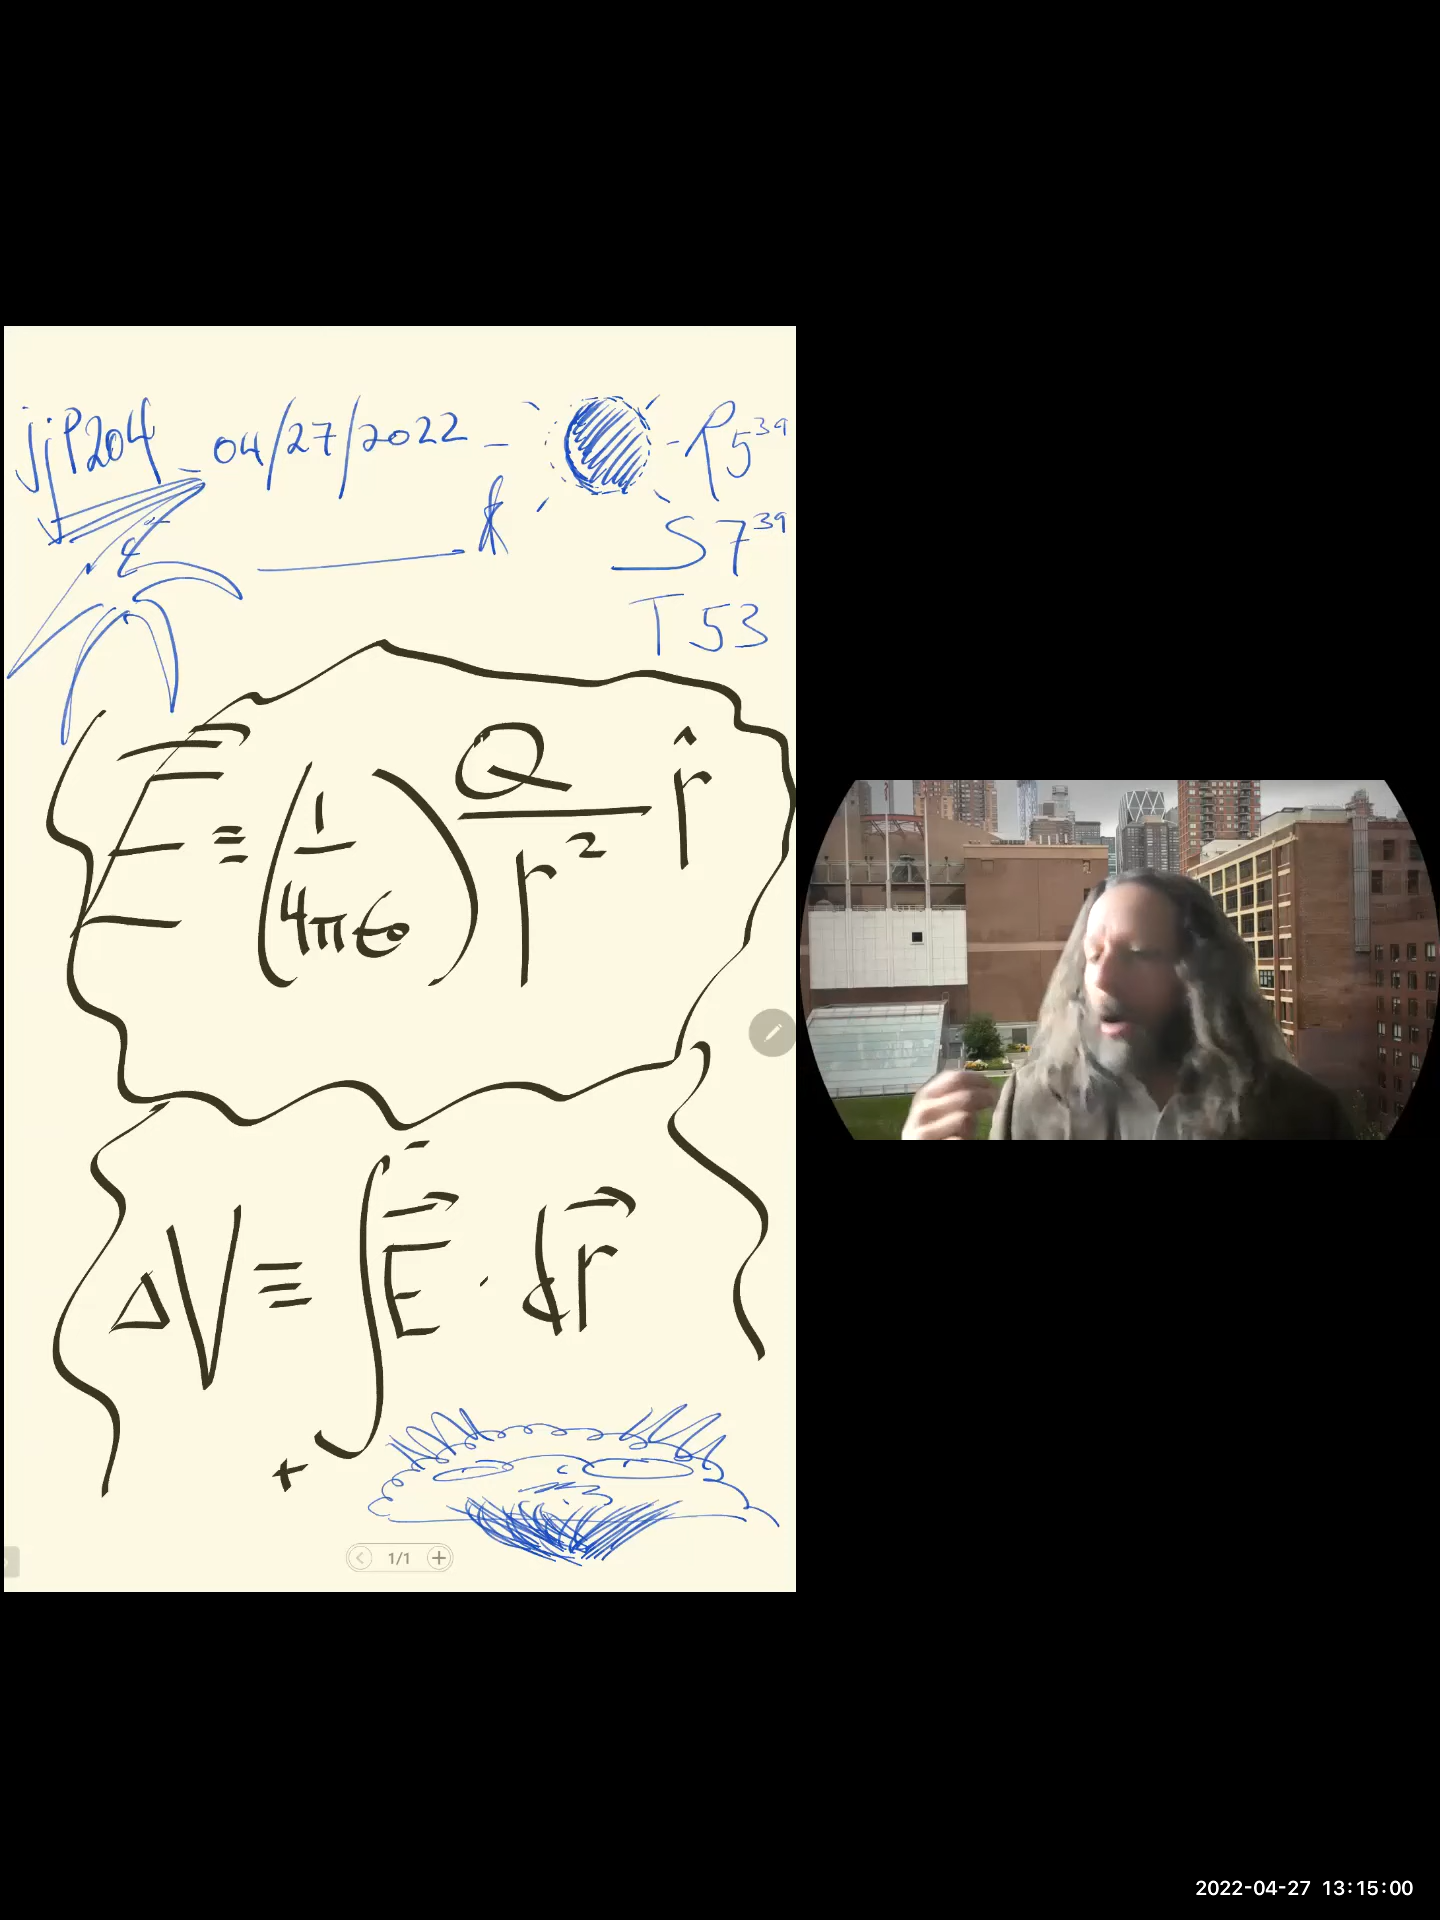 jjP204 - 04/27/2022 - R5³⁹
S7³⁹
T 53
E⃗ = (1/4πε₀) Q/r² r̂
ΔV ≡ ∫₊⁻ E⃗ · dr⃗
1/1
2022-04-27 13:15:00